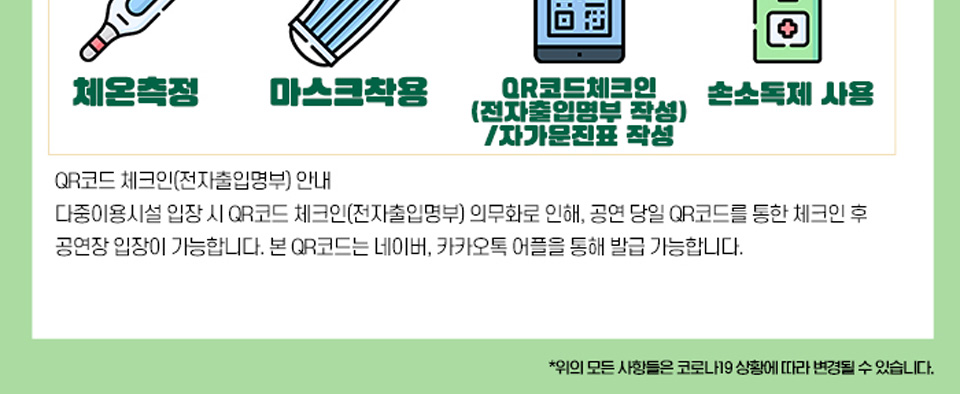 체온측정
마스크착용
QR코드체크인
(전자출입명부 작성)
/자가문진표 작성
손소독제 사용
QR코드 체크인(전자출입명부) 안내
다중이용시설 입장 시 QR코드 체크인(전자출입명부) 의무화로 인해, 공연 당일 QR코드를 통한 체크인 후
공연장 입장이 가능합니다. 본 QR코드는 네이버, 카카오톡 어플을 통해 발급 가능합니다.
*위의 모든 사항들은 코로나19 상황에 따라 변경될 수 있습니다.